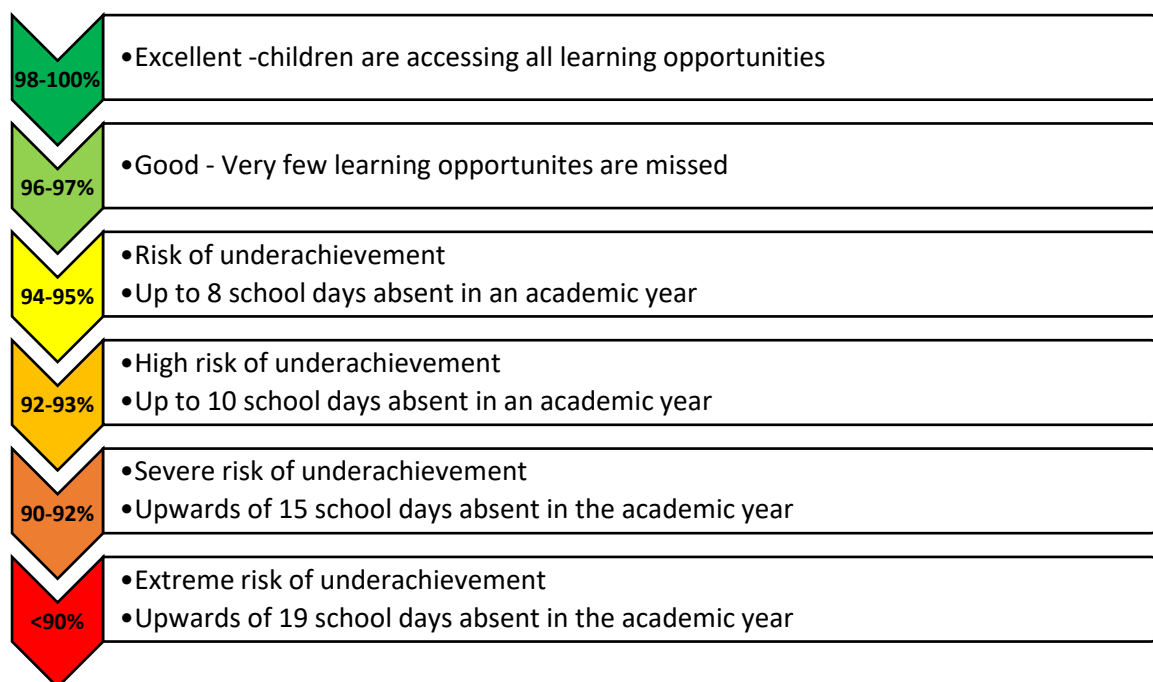 98-100%
•Excellent -children are accessing all learning opportunities
96-97%
•Good - Very few learning opportunites are missed
94-95%
•Risk of underachievement
•Up to 8 school days absent in an academic year
92-93%
•High risk of underachievement
•Up to 10 school days absent in an academic year
90-92%
•Severe risk of underachievement
•Upwards of 15 school days absent in the academic year
<90%
•Extreme risk of underachievement
•Upwards of 19 school days absent in the academic year